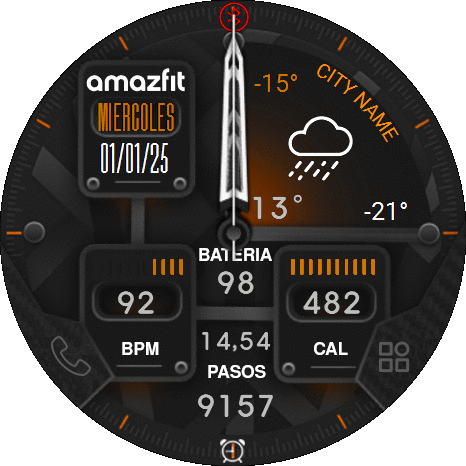 amazfit
MIERCOLES
01/01/25
-15°
CITY NAME
13°
-21°
BATERIA
98
92
BPM
482
CAL
14,54
PASOS
9157